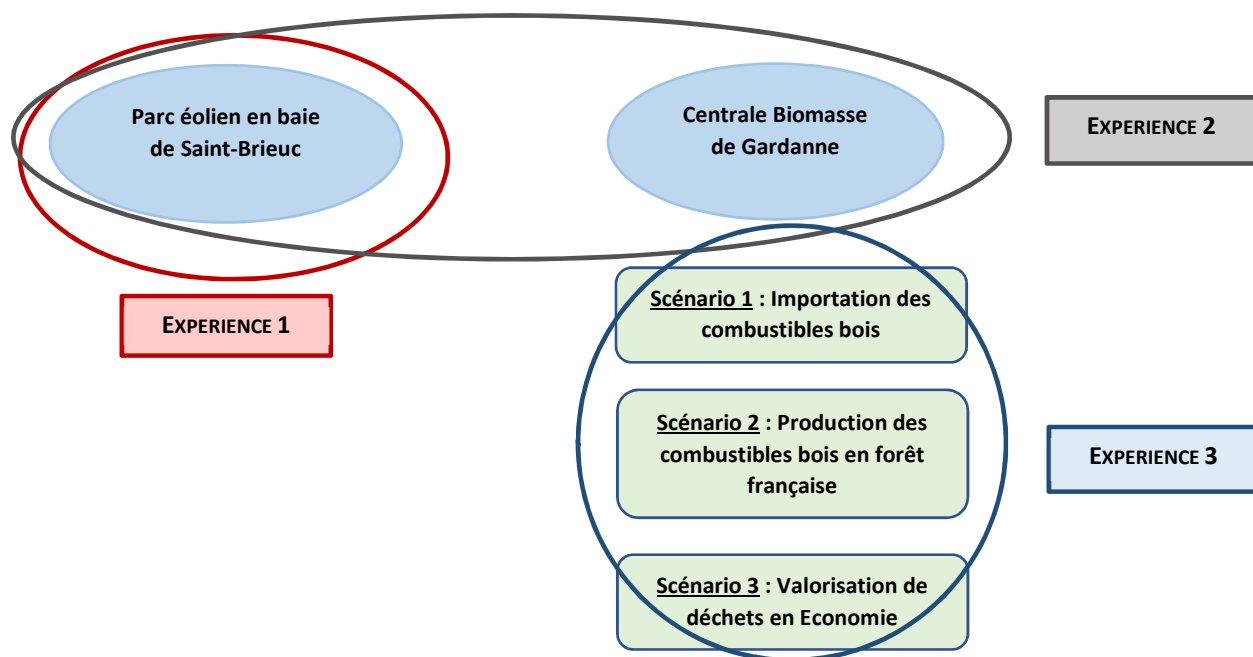 Parc éolien en baie
de Saint-Brieuc
Centrale Biomasse
de Gardanne
EXPERIENCE 2
EXPERIENCE 1
Scénario 1 : Importation des
combustibles bois
Scénario 2 : Production des
combustibles bois en forêt
française
EXPERIENCE 3
Scénario 3 : Valorisation de
déchets en Economie